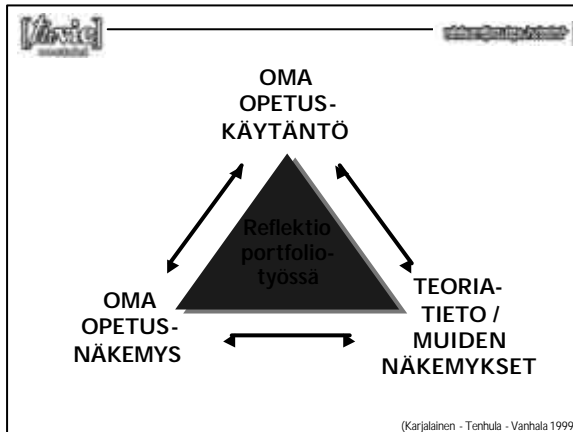 OMA
OPETUS-
KÄYTÄNTÖ
Reflektio
portfolio-
työssä
OMA
OPETUS-
NÄKEMYS
TEORIA-
TIETO /
MUIDEN
NÄKEMYKSET
(Karjalainen - Tenhula - Vanhala 1999